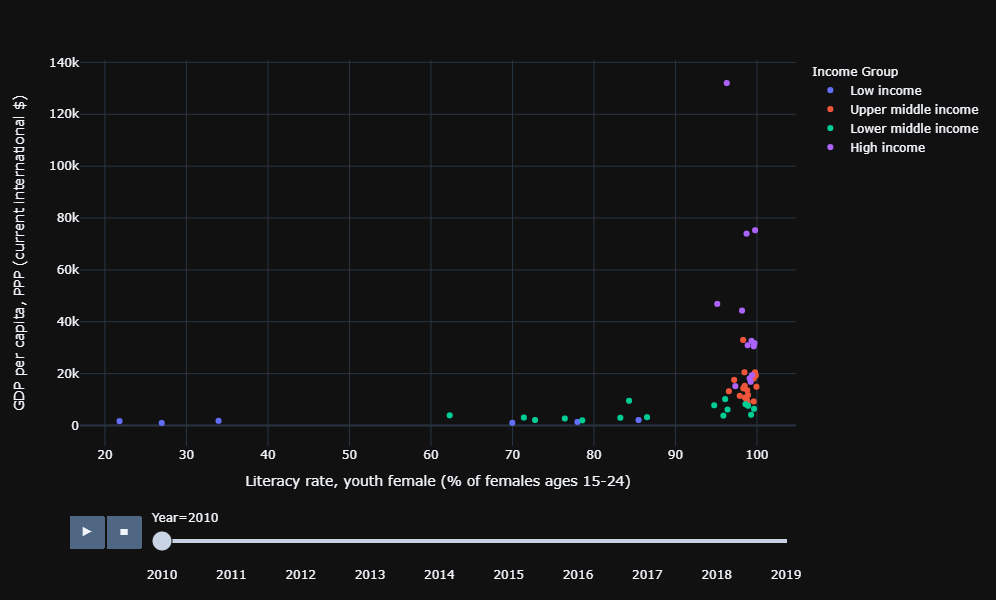 GDP per capita, PPP (current international $)
140k
120k
100k
80k
60k
40k
20k
0
20 30 40 50 60 70 80 90 100
Literacy rate, youth female (% of females ages 15-24)
Income Group
Low income
Upper middle income
Lower middle income
High income
Year=2010
2010 2011 2012 2013 2014 2015 2016 2017 2018 2019